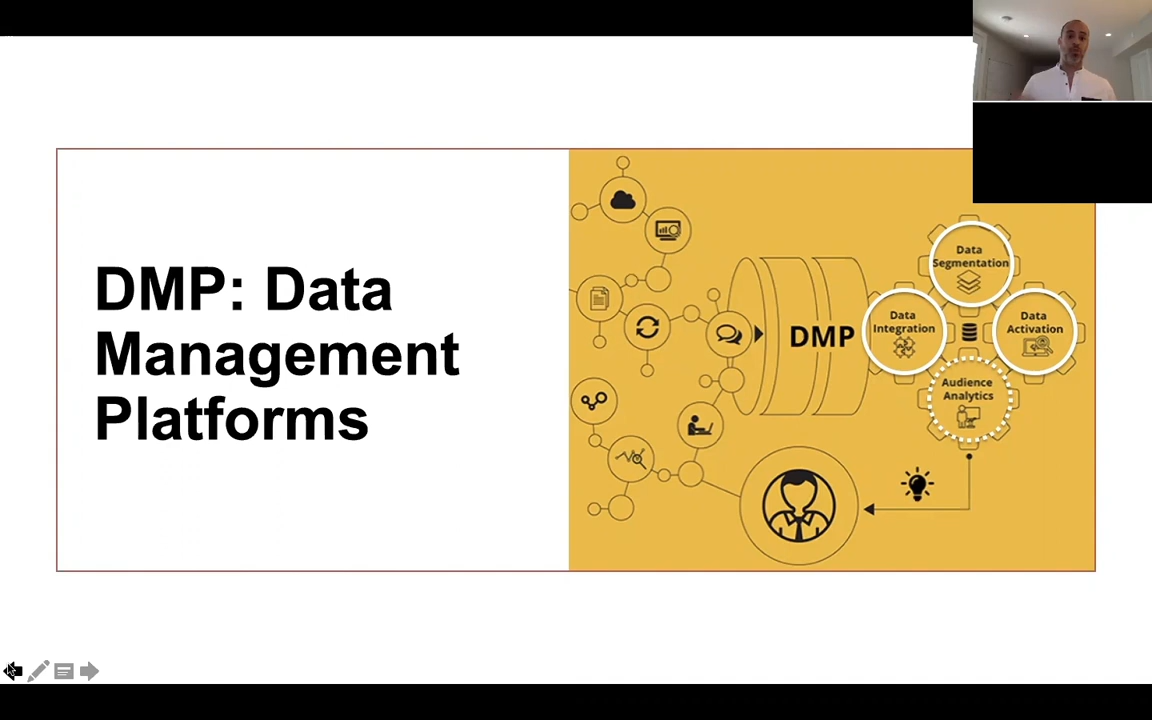 DMP: Data
Management
Platforms
DMP
Data
Segmentation
Data
Integration
Data
Activation
Audience
Analytics